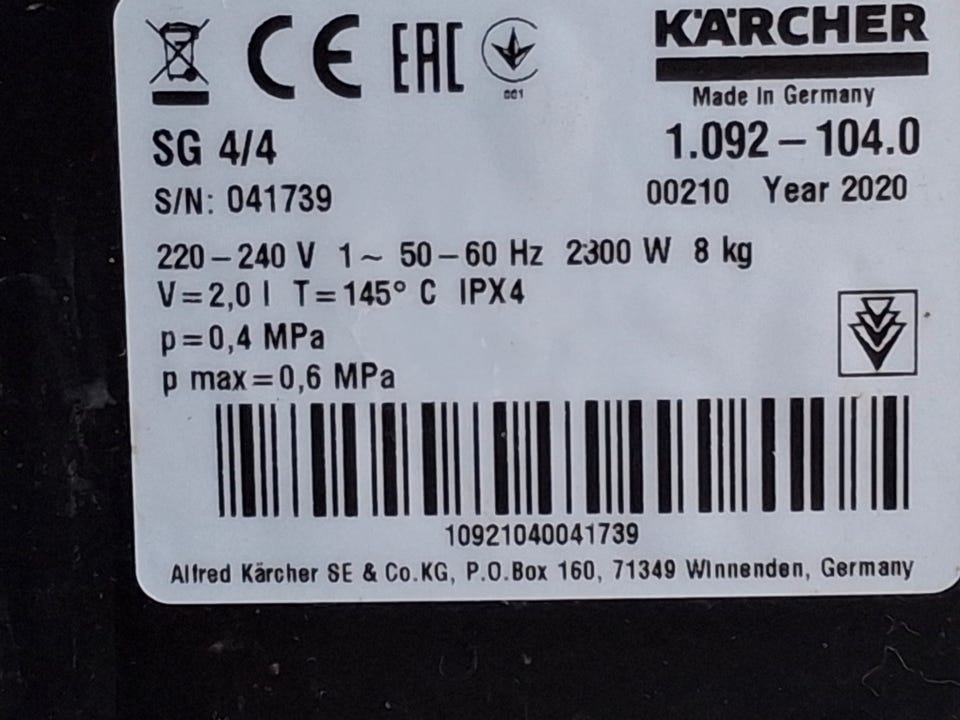 CE EAC
001
KÄRCHER
Made In Germany
SG 4/4
1.092-104.0
S/N: 041739
00210 Year 2020
220-240 V 1~ 50-60 Hz 2300 W 8 kg
V=2,0 l T=145° C IPX4
p=0,4 MPa
p max=0,6 MPa
10921040041739
Alfred Kärcher SE & Co.KG, P.O.Box 160, 71349 Winnenden, Germany